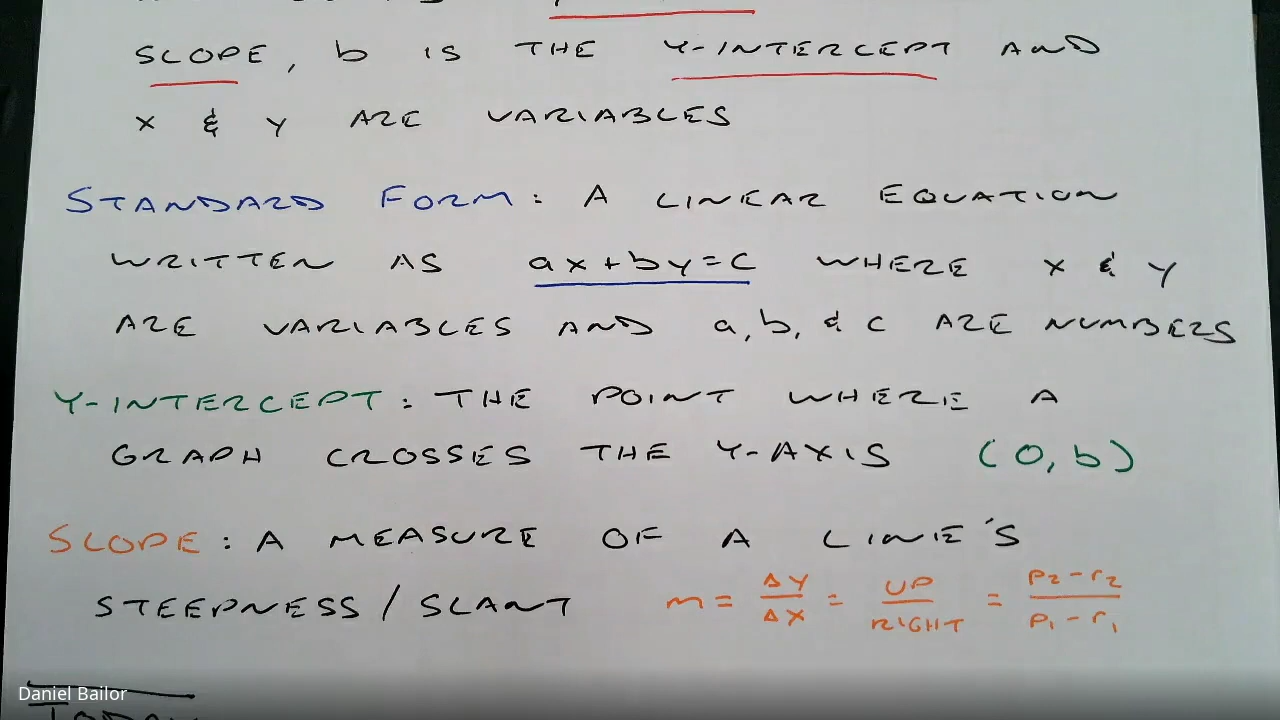 SLOPE, b IS THE Y-INTERCEPT AND
X & Y ARE VARIABLES
STANDARD FORM: A LINEAR EQUATION
WRITTEN AS ax+by=c WHERE X & Y
ARE VARIABLES AND a, b, & c ARE NUMBERS
Y-INTERCEPT: THE POINT WHERE A
GRAPH CROSSES THE Y-AXIS (0, b)
SLOPE: A MEASURE OF A LINE'S
STEEPNESS / SLANT m = ΔY/ΔX = UP/RIGHT = P₂-r₂/P₁-r₁
Daniel Bailor